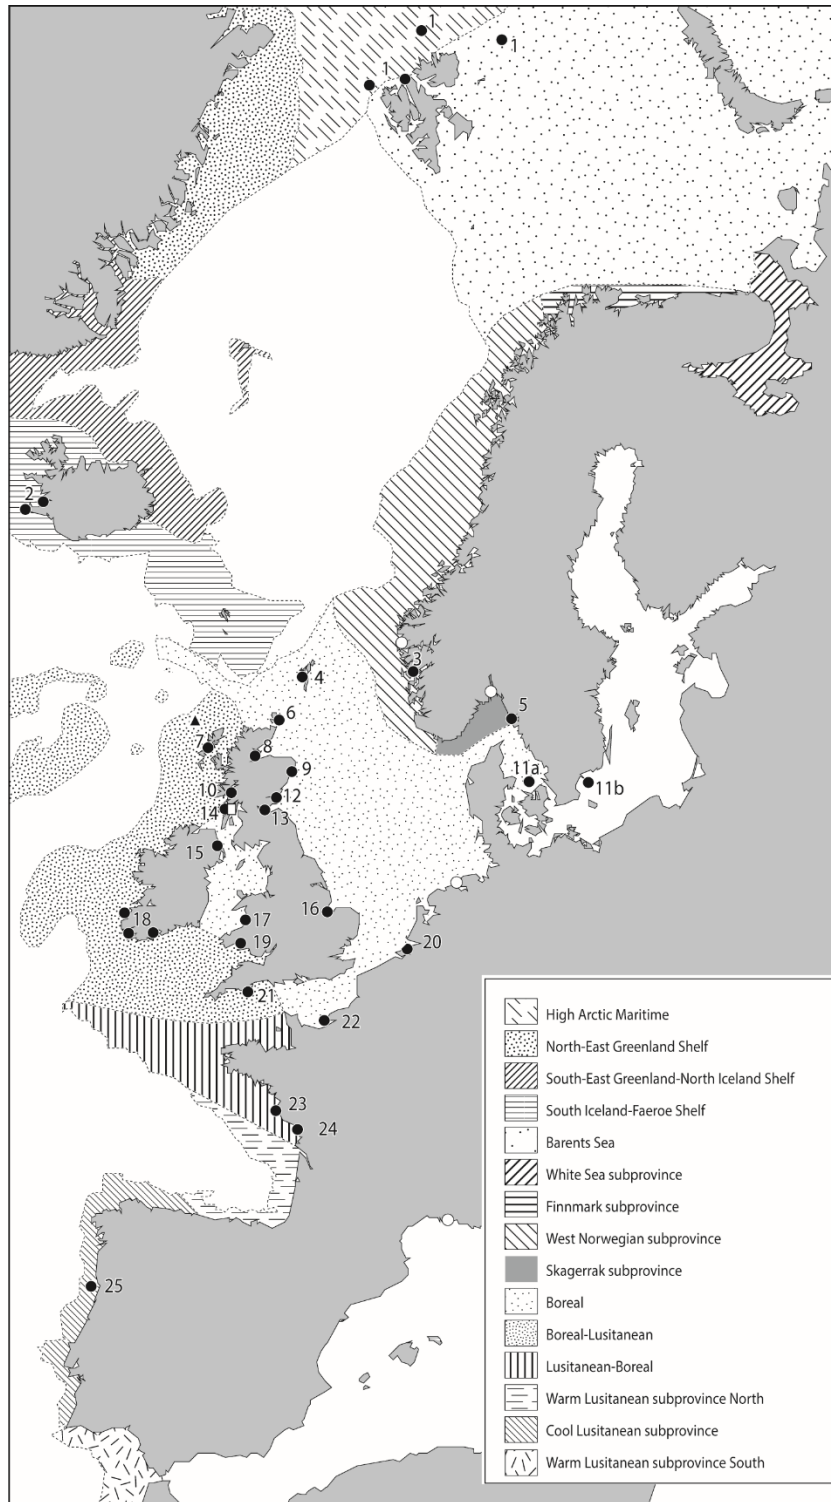 1
1
1
2
3
4
5
6
7
8
9
10
11a
11b
12
14
13
15
16
18
17
19
20
21
22
23
24
25
High Arctic Maritime
North-East Greenland Shelf
South-East Greenland-North Iceland Shelf
South Iceland-Faeroe Shelf
Barents Sea
White Sea subprovince
Finnmark subprovince
West Norwegian subprovince
Skagerrak subprovince
Boreal
Boreal-Lusitanean
Lusitanean-Boreal
Warm Lusitanean subprovince North
Cool Lusitanean subprovince
Warm Lusitanean subprovince South